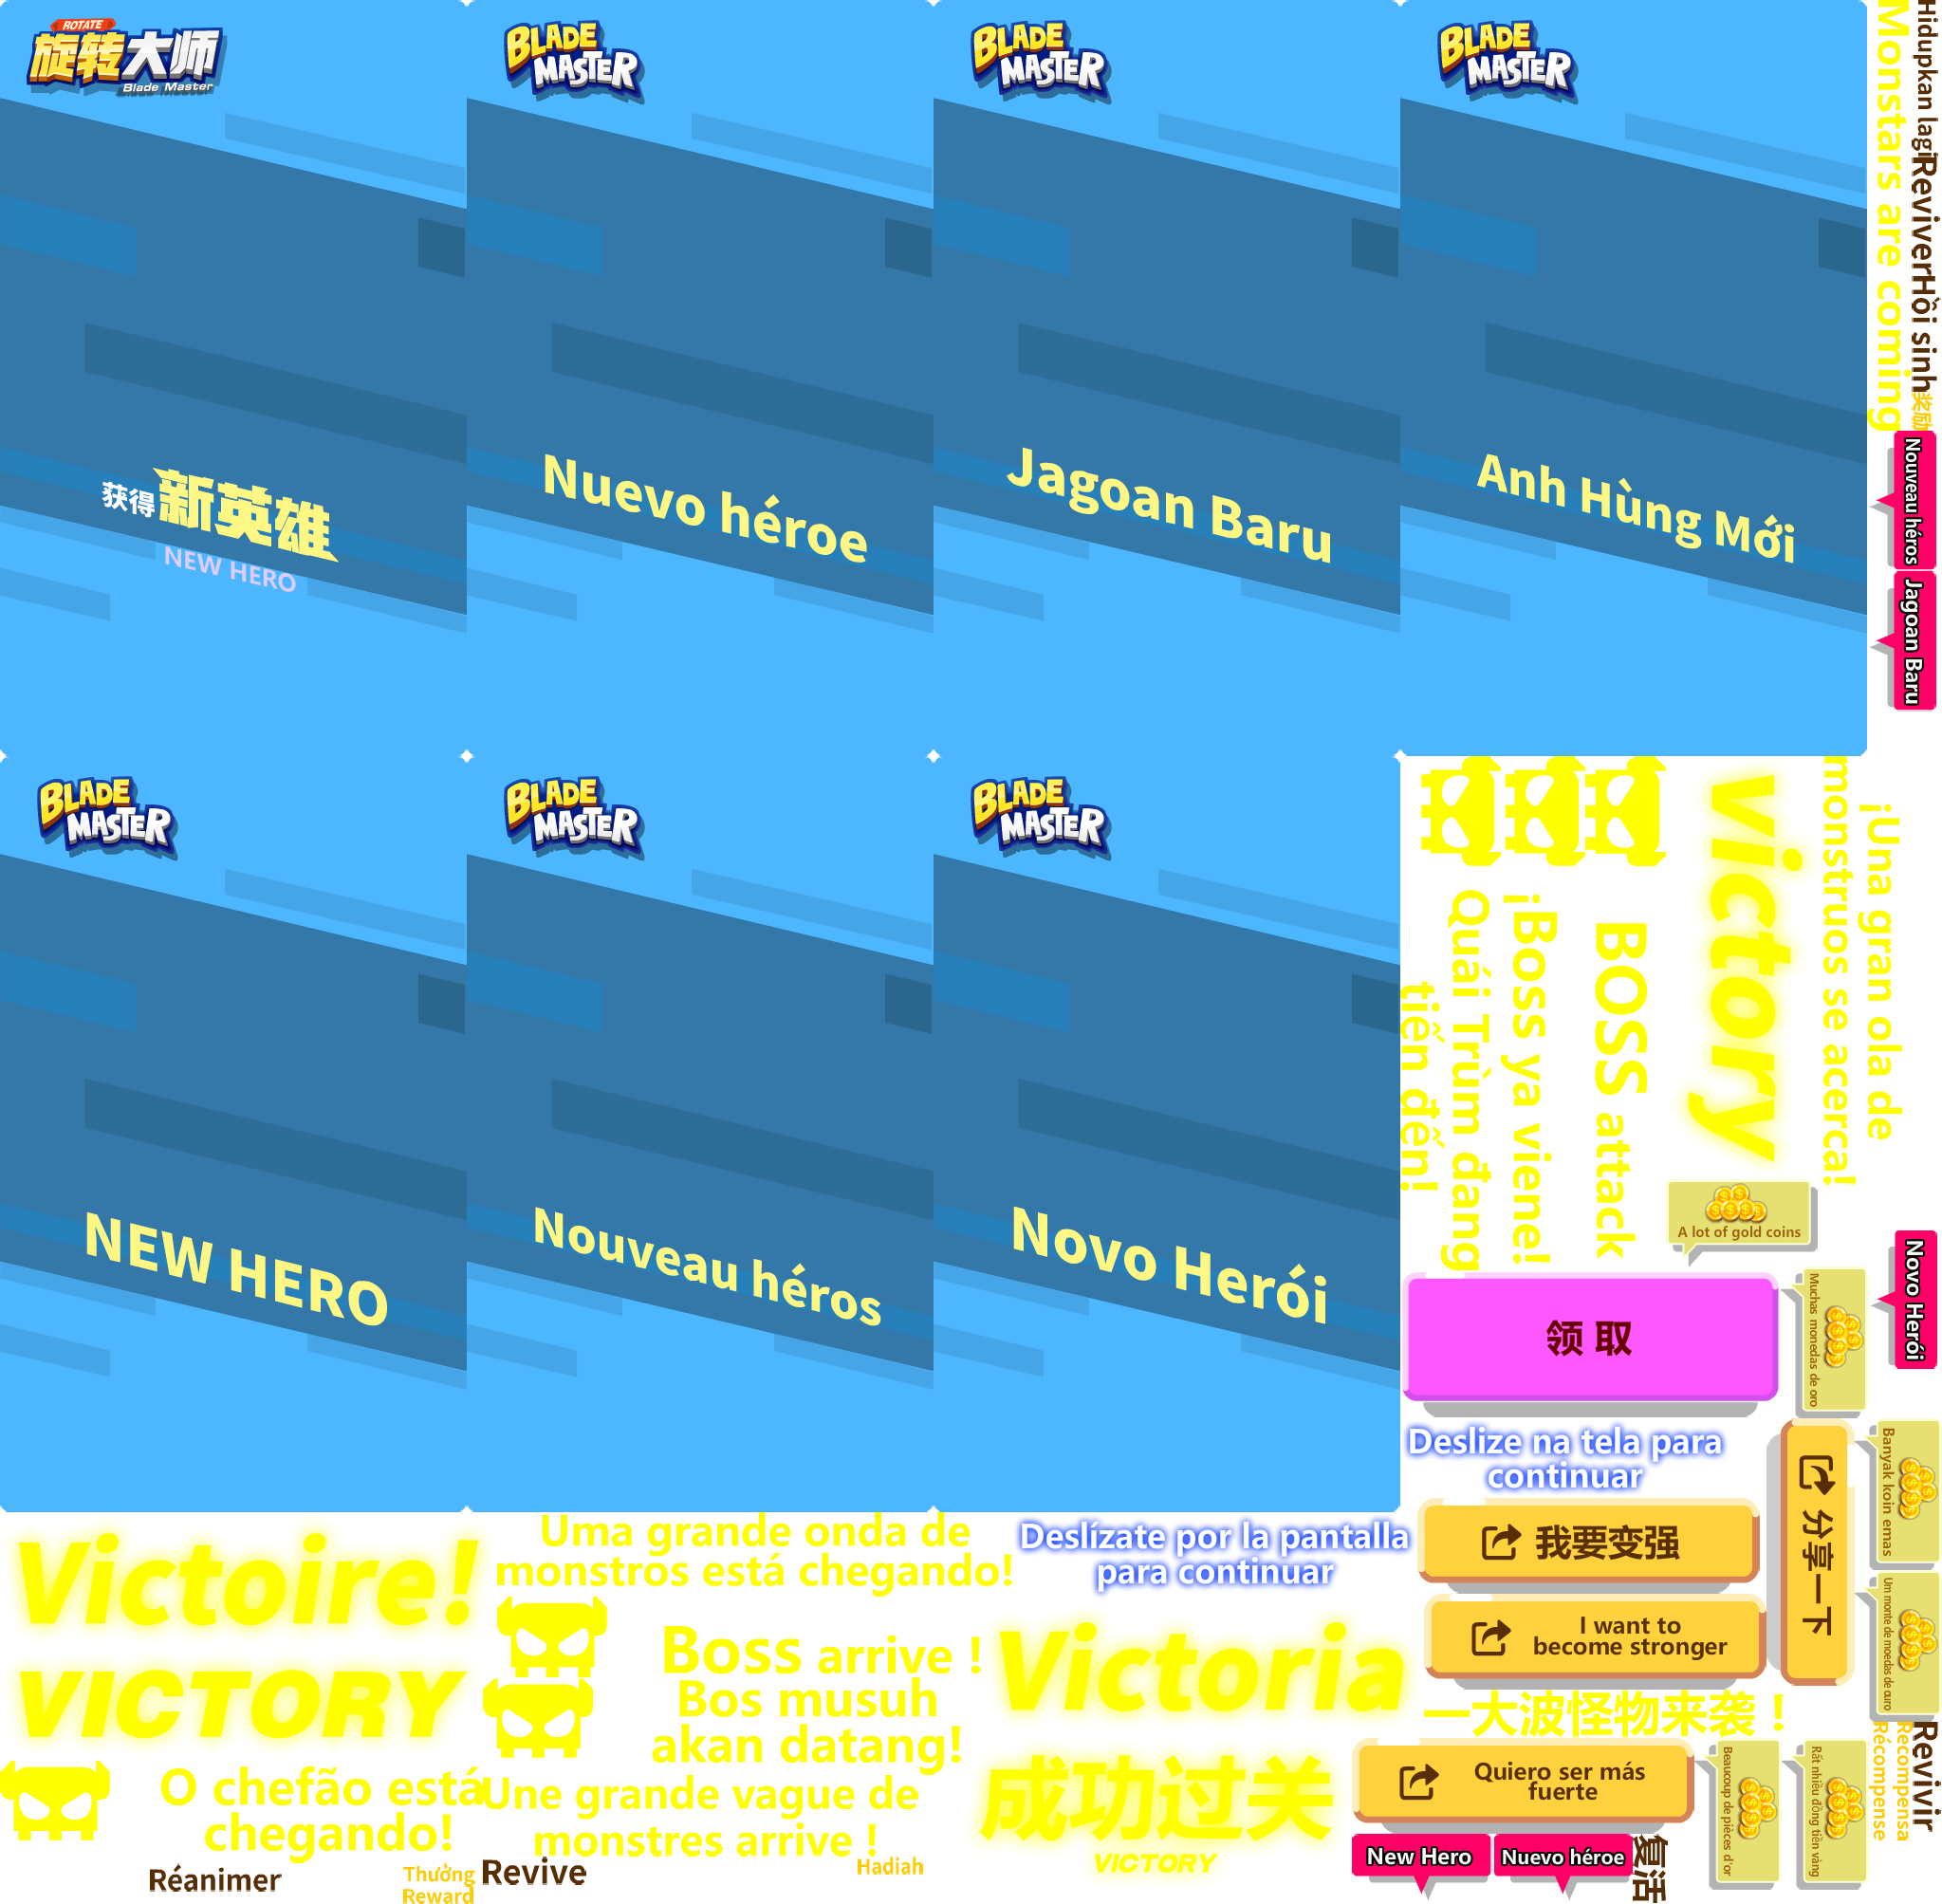 ROTATE
旋转大师
Blade Master
获得新英雄
NEW HERO
BLADE
MASTER
Nuevo héroe
BLADE
MASTER
Jagoan Baru
BLADE
MASTER
Anh Hùng Mới
Monstars are coming
Hidupkan lagi
Reviver
Hồi sinh
奖励
Nouveau héros
Jagoan Baru
BLADE
MASTER
NEW HERO
BLADE
MASTER
Nouveau héros
BLADE
MASTER
Novo Herói
Quái Trùm đang
tiến đến!
¡Boss ya viene!
BOSS attack
victory
¡Una gran ola de
monstruos se acerca!
A lot of gold coins
领取
Muchas monedas de oro
Novo Herói
Deslize na tela para
continuar
分享一下
Banyak koin emas
我要变强
I want to
become stronger
Um monte de moedas de ouro
Victoire!
VICTORY
Uma grande onda de
monstros está chegando!
Deslízate por la pantalla
para continuar
Boss arrive !
Bos musuh
akan datang!
Victoria
一大波怪物来袭！
O chefão está
chegando!
Une grande vague de
monstres arrive !
成功过关
VICTORY
Quiero ser más
fuerte
Beaucoup de pièces d'or
Rất nhiều đồng tiền vàng
Récompense
Recompensa
Revivir
Réanimer
Thưởng
Reward
Revive
Hadiah
New Hero
Nuevo héroe
复活